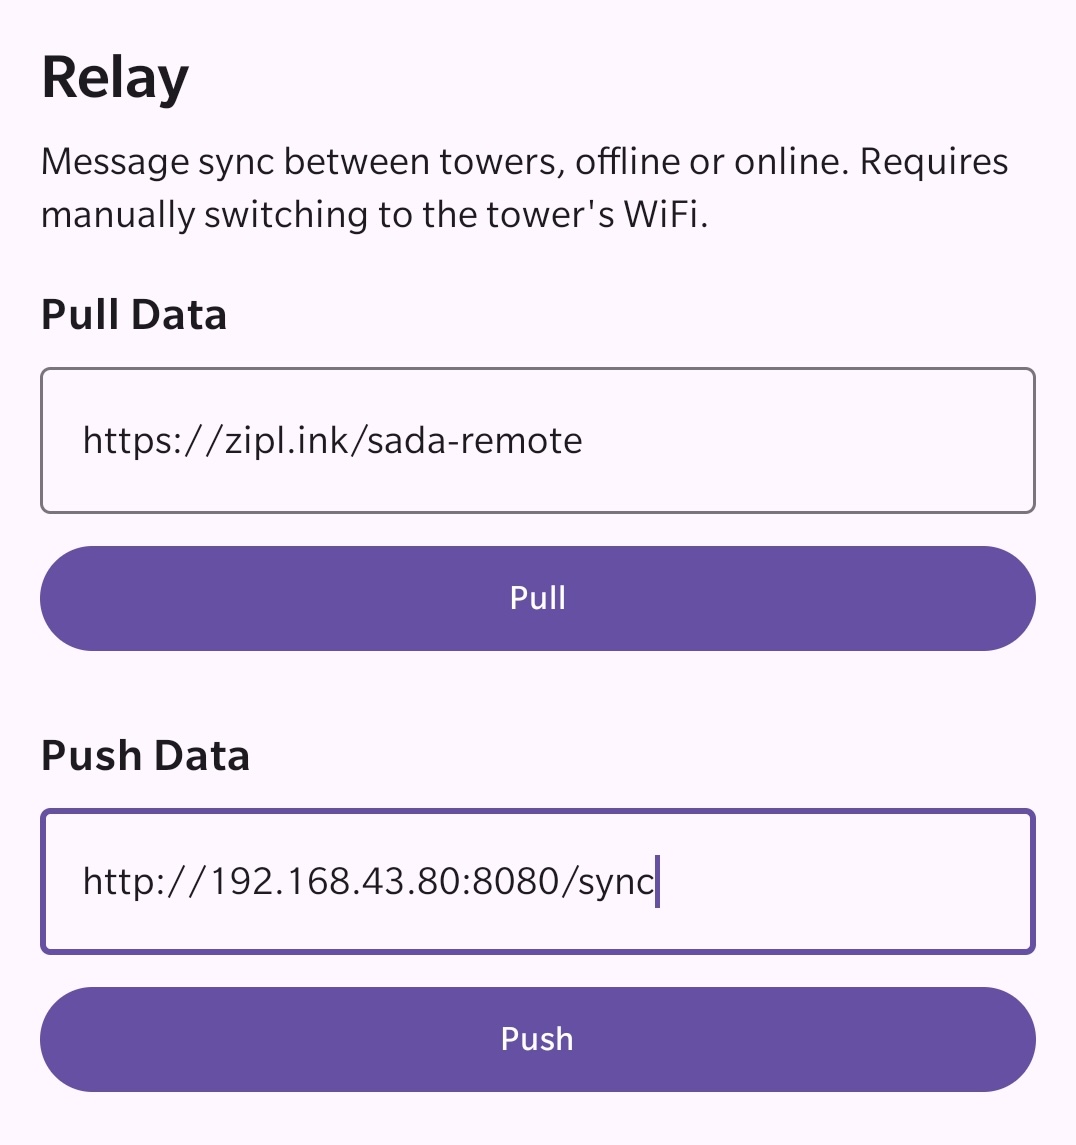 Relay
Message sync between towers, offline or online. Requires
manually switching to the tower's WiFi.
Pull Data
https://zipl.ink/sada-remote
Pull
Push Data
http://192.168.43.80:8080/sync
Push